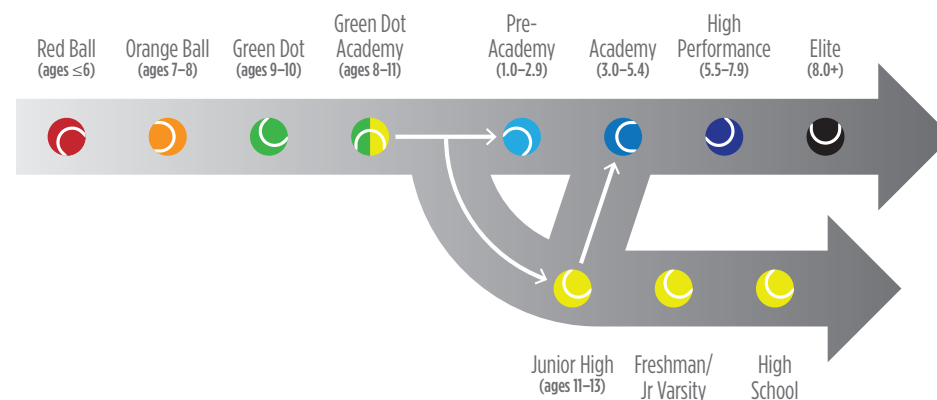 Red Ball
(ages ≤6)
Orange Ball
(ages 7–8)
Green Dot
(ages 9–10)
Green Dot
Academy
(ages 8–11)
Pre-
Academy
(1.0–2.9)
Academy
(3.0–5.4)
High
Performance
(5.5–7.9)
Elite
(8.0+)
Junior High
(ages 11–13)
Freshman/
Jr Varsity
High
School